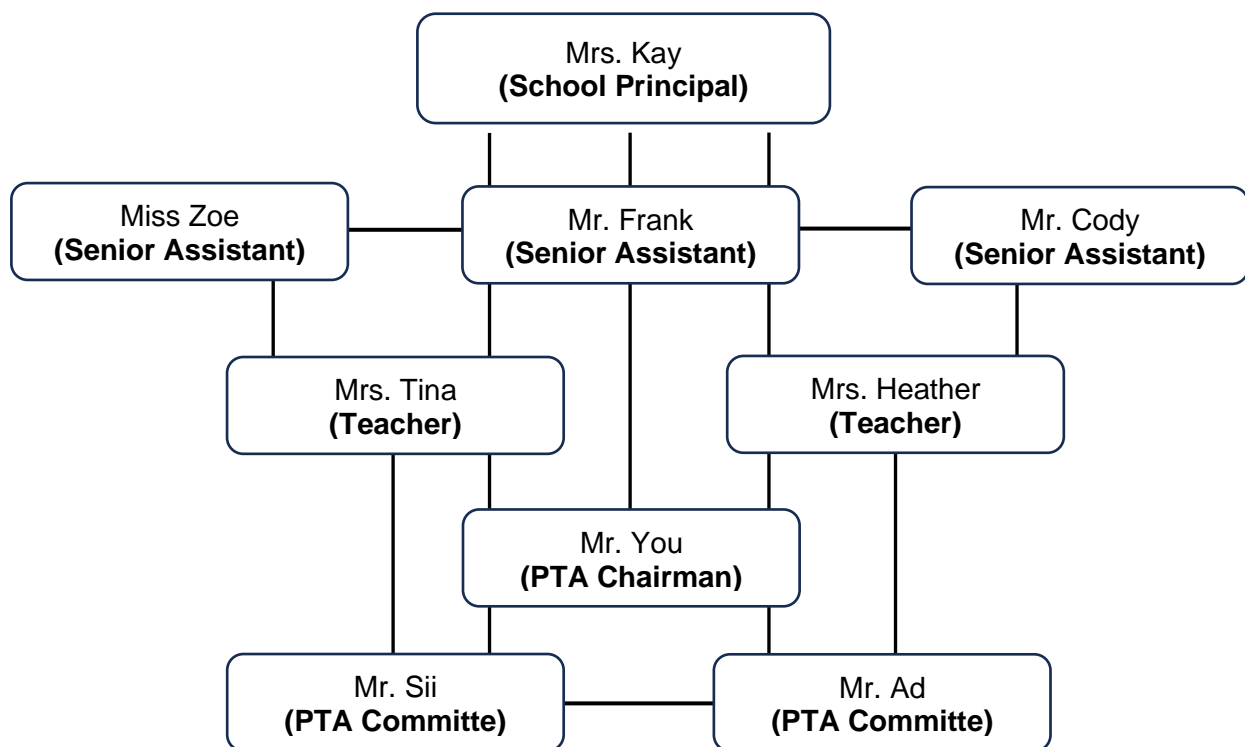 Mrs. Kay
(School Principal)
Miss Zoe
(Senior Assistant)
Mr. Frank
(Senior Assistant)
Mr. Cody
(Senior Assistant)
Mrs. Tina
(Teacher)
Mrs. Heather
(Teacher)
Mr. You
(PTA Chairman)
Mr. Sii
(PTA Committe)
Mr. Ad
(PTA Committe)